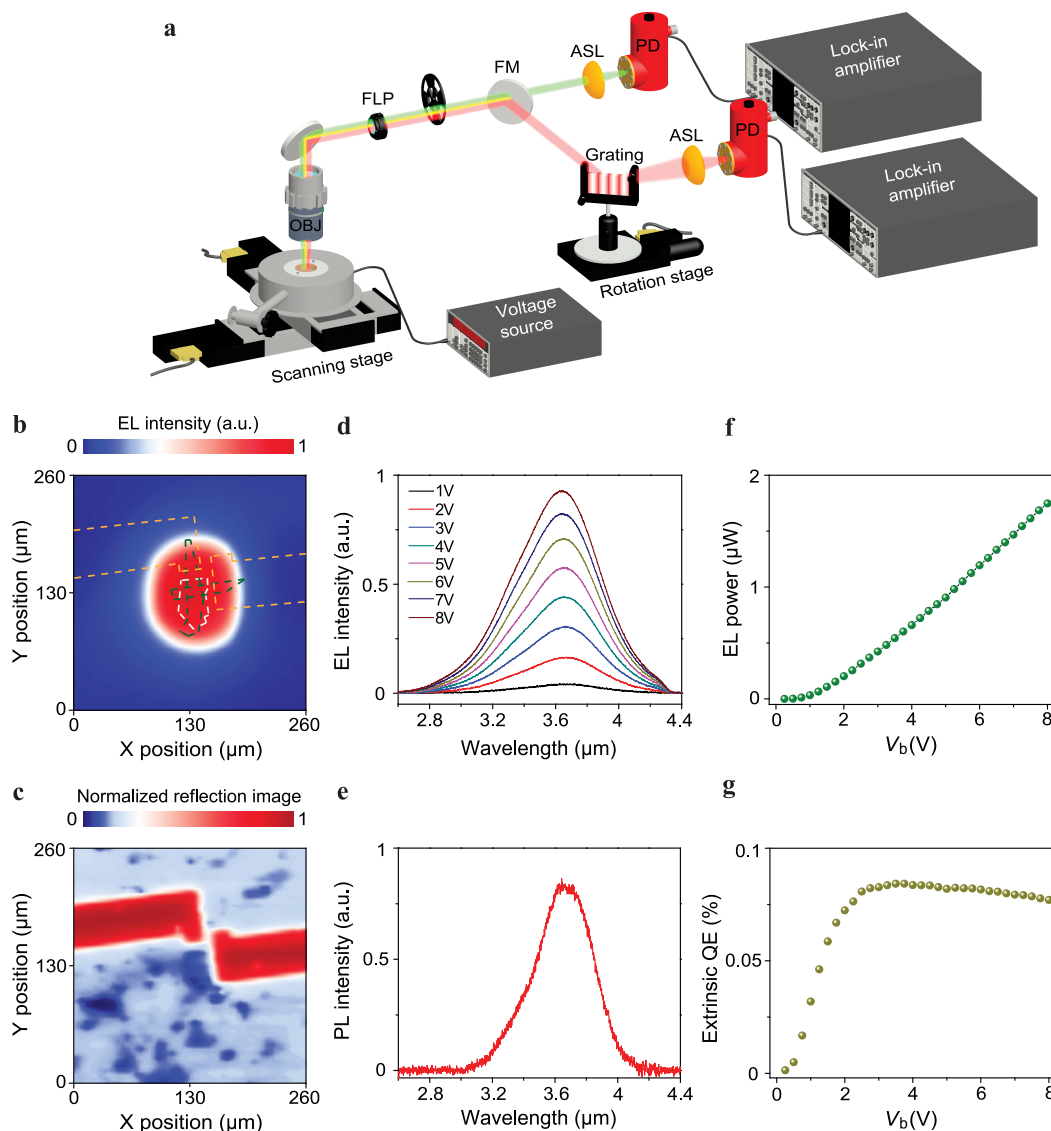 a
Lock-in
amplifier
PD
ASL
FM
FLP
PD
ASL
Grating
Lock-in
amplifier
OBJ
Rotation stage
Voltage
source
Scanning stage
b
EL intensity (a.u.)
0
1
260
130
0
Y position (µm)
130
260
X position (µm)
d
1
0.5
0
EL intensity (a.u.)
1V
2V
3V
4V
5V
6V
7V
8V
2.8
3.2
3.6
4
4.4
Wavelength (µm)
f
2
1
0
EL power (µW)
0
2
4
6
8
Vb(V)
c
Normalized reflection image
0
1
260
130
0
Y position (µm)
0
130
260
X position (µm)
e
1
0.5
0
PL intensity (a.u.)
2.8
3.2
3.6
4
4.4
Wavelength (µm)
g
0.1
0.05
0
Extrinsic QE (%)
0
2
4
6
8
Vb(V)